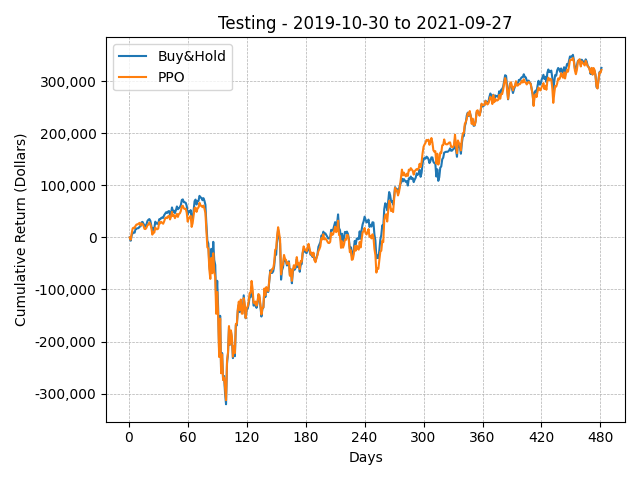 Testing - 2019-10-30 to 2021-09-27
Buy&Hold
PPO
Cumulative Return (Dollars)
300,000
200,000
100,000
0
-100,000
-200,000
-300,000
0 60 120 180 240 300 360 420 480
Days